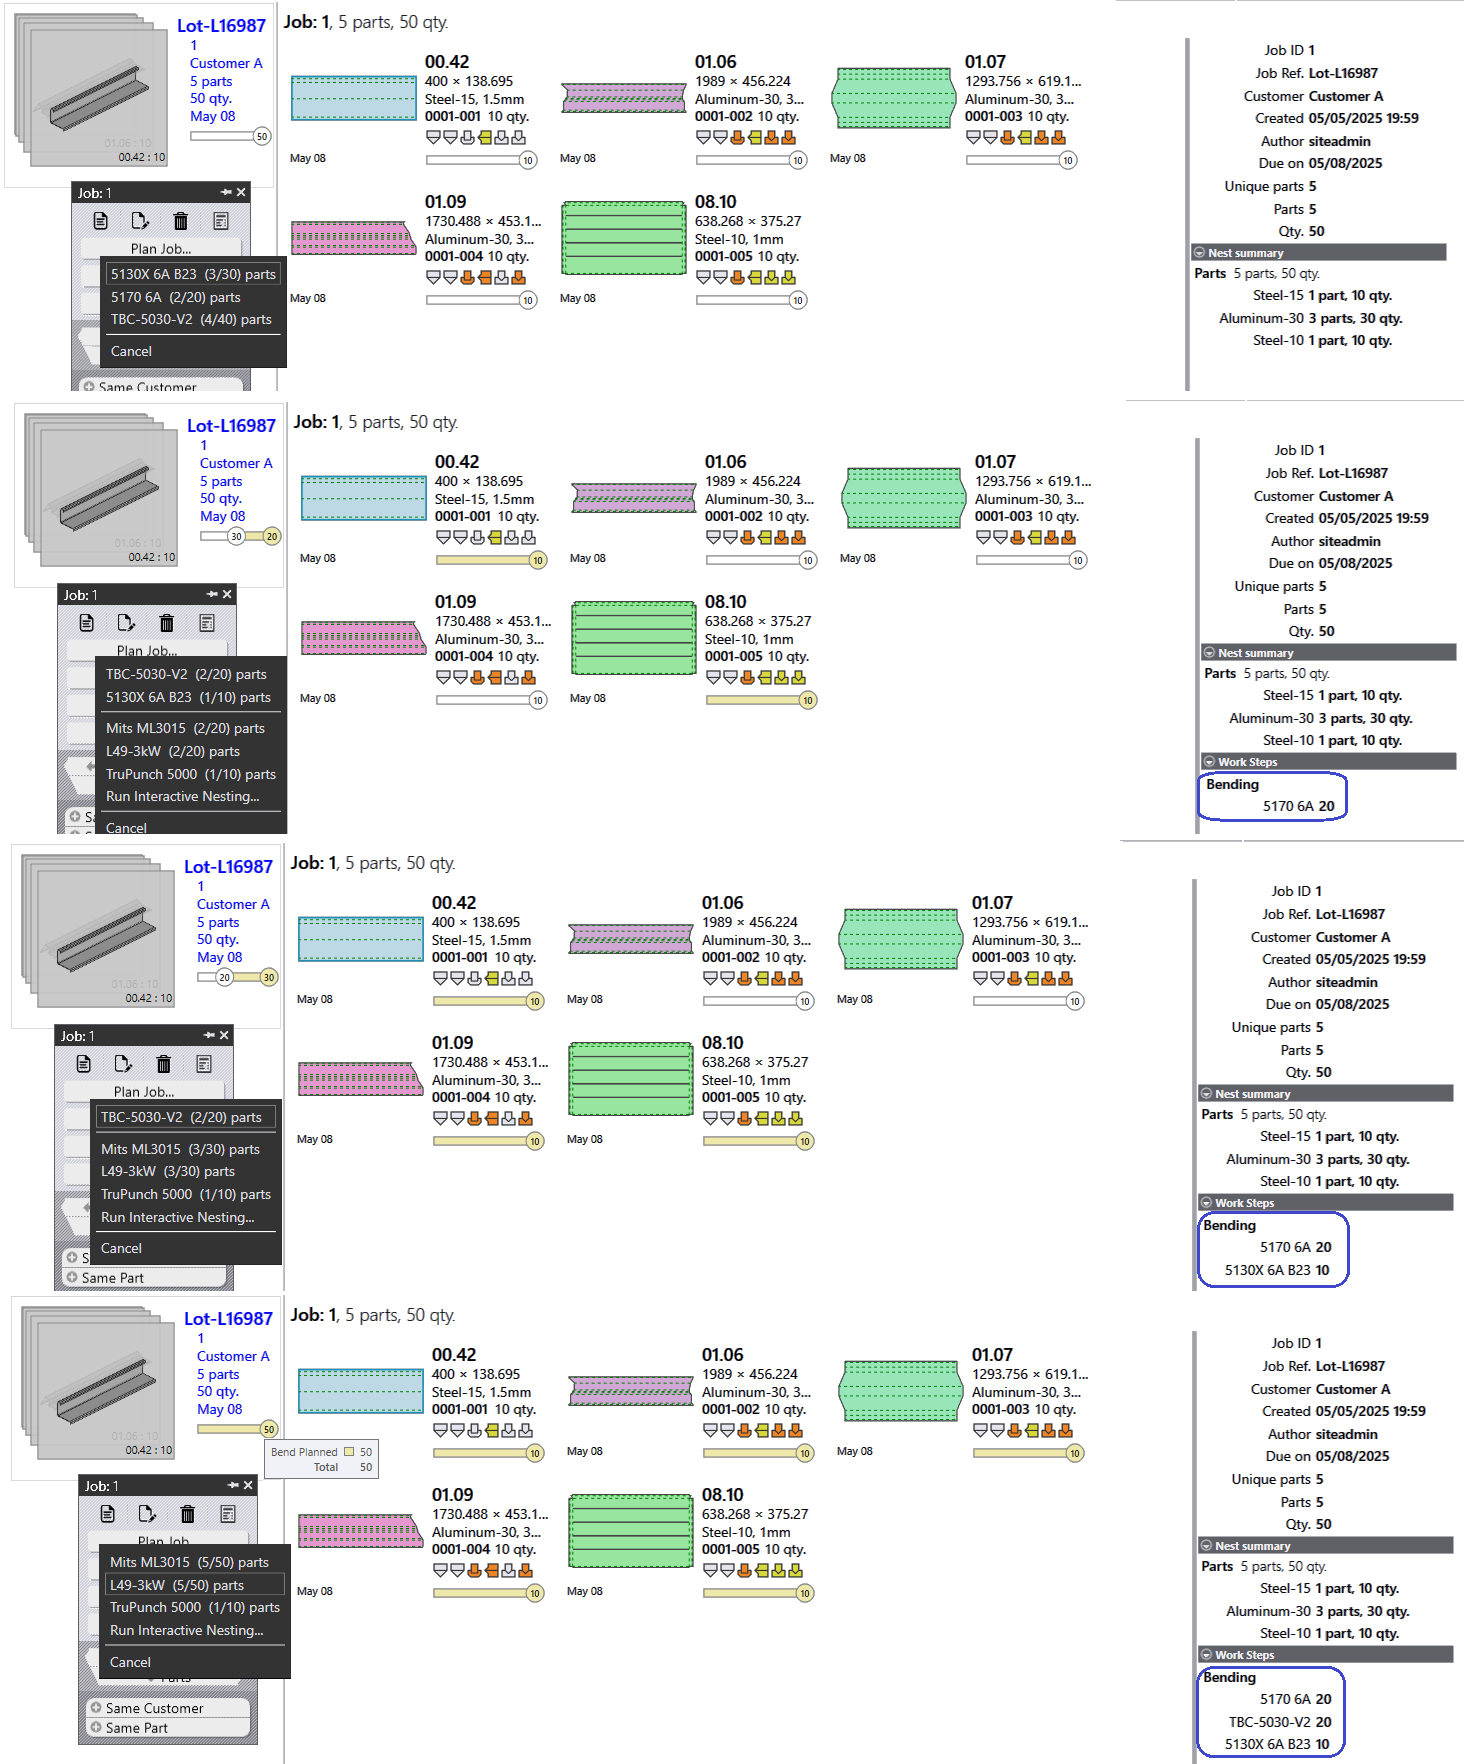 Lot-L16987
1
Customer A
5 parts
50 qty.
May 08
50
01.06 : 10
00.42 : 10
Job: 1
Plan Job...
5130X 6A B23 (3/30) parts
5170 6A (2/20) parts
TBC-5030-V2 (4/40) parts
Cancel
Same Customer
Job: 1, 5 parts, 50 qty.
00.42
400 × 138.695
Steel-15, 1.5mm
0001-001 10 qty.
May 08
10
01.06
1989 × 456.224
Aluminum-30, 3...
0001-002 10 qty.
May 08
10
01.07
1293.756 × 619.1...
Aluminum-30, 3...
0001-003 10 qty.
May 08
10
01.09
1730.488 × 453.1...
Aluminum-30, 3...
0001-004 10 qty.
May 08
10
08.10
638.268 × 375.27
Steel-10, 1mm
0001-005 10 qty.
May 08
10
Job ID 1
Job Ref. Lot-L16987
Customer Customer A
Created 05/05/2025 19:59
Author siteadmin
Due on 05/08/2025
Unique parts 5
Parts 5
Qty. 50
Nest summary
Parts 5 parts, 50 qty.
Steel-15 1 part, 10 qty.
Aluminum-30 3 parts, 30 qty.
Steel-10 1 part, 10 qty.
Lot-L16987
1
Customer A
5 parts
50 qty.
May 08
30 20
01.06 : 10
00.42 : 10
Job: 1
Plan Job...
TBC-5030-V2 (2/20) parts
5130X 6A B23 (1/10) parts
Mits ML3015 (2/20) parts
L49-3kW (2/20) parts
TruPunch 5000 (1/10) parts
Run Interactive Nesting...
Cancel
Job: 1, 5 parts, 50 qty.
00.42
400 × 138.695
Steel-15, 1.5mm
0001-001 10 qty.
May 08
10
01.06
1989 × 456.224
Aluminum-30, 3...
0001-002 10 qty.
May 08
10
01.07
1293.756 × 619.1...
Aluminum-30, 3...
0001-003 10 qty.
May 08
10
01.09
1730.488 × 453.1...
Aluminum-30, 3...
0001-004 10 qty.
May 08
10
08.10
638.268 × 375.27
Steel-10, 1mm
0001-005 10 qty.
May 08
10
Job ID 1
Job Ref. Lot-L16987
Customer Customer A
Created 05/05/2025 19:59
Author siteadmin
Due on 05/08/2025
Unique parts 5
Parts 5
Qty. 50
Nest summary
Parts 5 parts, 50 qty.
Steel-15 1 part, 10 qty.
Aluminum-30 3 parts, 30 qty.
Steel-10 1 part, 10 qty.
Work Steps
Bending
5170 6A 20
Lot-L16987
1
Customer A
5 parts
50 qty.
May 08
20 30
01.06 : 10
00.42 : 10
Job: 1
Plan Job...
TBC-5030-V2 (2/20) parts
Mits ML3015 (3/30) parts
L49-3kW (3/30) parts
TruPunch 5000 (1/10) parts
Run Interactive Nesting...
Cancel
Same Part
Job: 1, 5 parts, 50 qty.
00.42
400 × 138.695
Steel-15, 1.5mm
0001-001 10 qty.
May 08
10
01.06
1989 × 456.224
Aluminum-30, 3...
0001-002 10 qty.
May 08
10
01.07
1293.756 × 619.1...
Aluminum-30, 3...
0001-003 10 qty.
May 08
10
01.09
1730.488 × 453.1...
Aluminum-30, 3...
0001-004 10 qty.
May 08
10
08.10
638.268 × 375.27
Steel-10, 1mm
0001-005 10 qty.
May 08
10
Job ID 1
Job Ref. Lot-L16987
Customer Customer A
Created 05/05/2025 19:59
Author siteadmin
Due on 05/08/2025
Unique parts 5
Parts 5
Qty. 50
Nest summary
Parts 5 parts, 50 qty.
Steel-15 1 part, 10 qty.
Aluminum-30 3 parts, 30 qty.
Steel-10 1 part, 10 qty.
Work Steps
Bending
5170 6A 20
5130X 6A B23 10
Lot-L16987
1
Customer A
5 parts
50 qty.
May 08
50
01.06 : 10
00.42 : 10
Bend Planned 50
Total 50
Job: 1
Plan Job
Mits ML3015 (5/50) parts
L49-3kW (5/50) parts
TruPunch 5000 (1/10) parts
Run Interactive Nesting...
Cancel
Parts
Same Customer
Same Part
Job: 1, 5 parts, 50 qty.
00.42
400 × 138.695
Steel-15, 1.5mm
0001-001 10 qty.
May 08
10
01.06
1989 × 456.224
Aluminum-30, 3...
0001-002 10 qty.
May 08
10
01.07
1293.756 × 619.1...
Aluminum-30, 3...
0001-003 10 qty.
May 08
10
01.09
1730.488 × 453.1...
Aluminum-30, 3...
0001-004 10 qty.
May 08
10
08.10
638.268 × 375.27
Steel-10, 1mm
0001-005 10 qty.
May 08
10
Job ID 1
Job Ref. Lot-L16987
Customer Customer A
Created 05/05/2025 19:59
Author siteadmin
Due on 05/08/2025
Unique parts 5
Parts 5
Qty. 50
Nest summary
Parts 5 parts, 50 qty.
Steel-15 1 part, 10 qty.
Aluminum-30 3 parts, 30 qty.
Steel-10 1 part, 10 qty.
Work Steps
Bending
5170 6A 20
TBC-5030-V2 20
5130X 6A B23 10